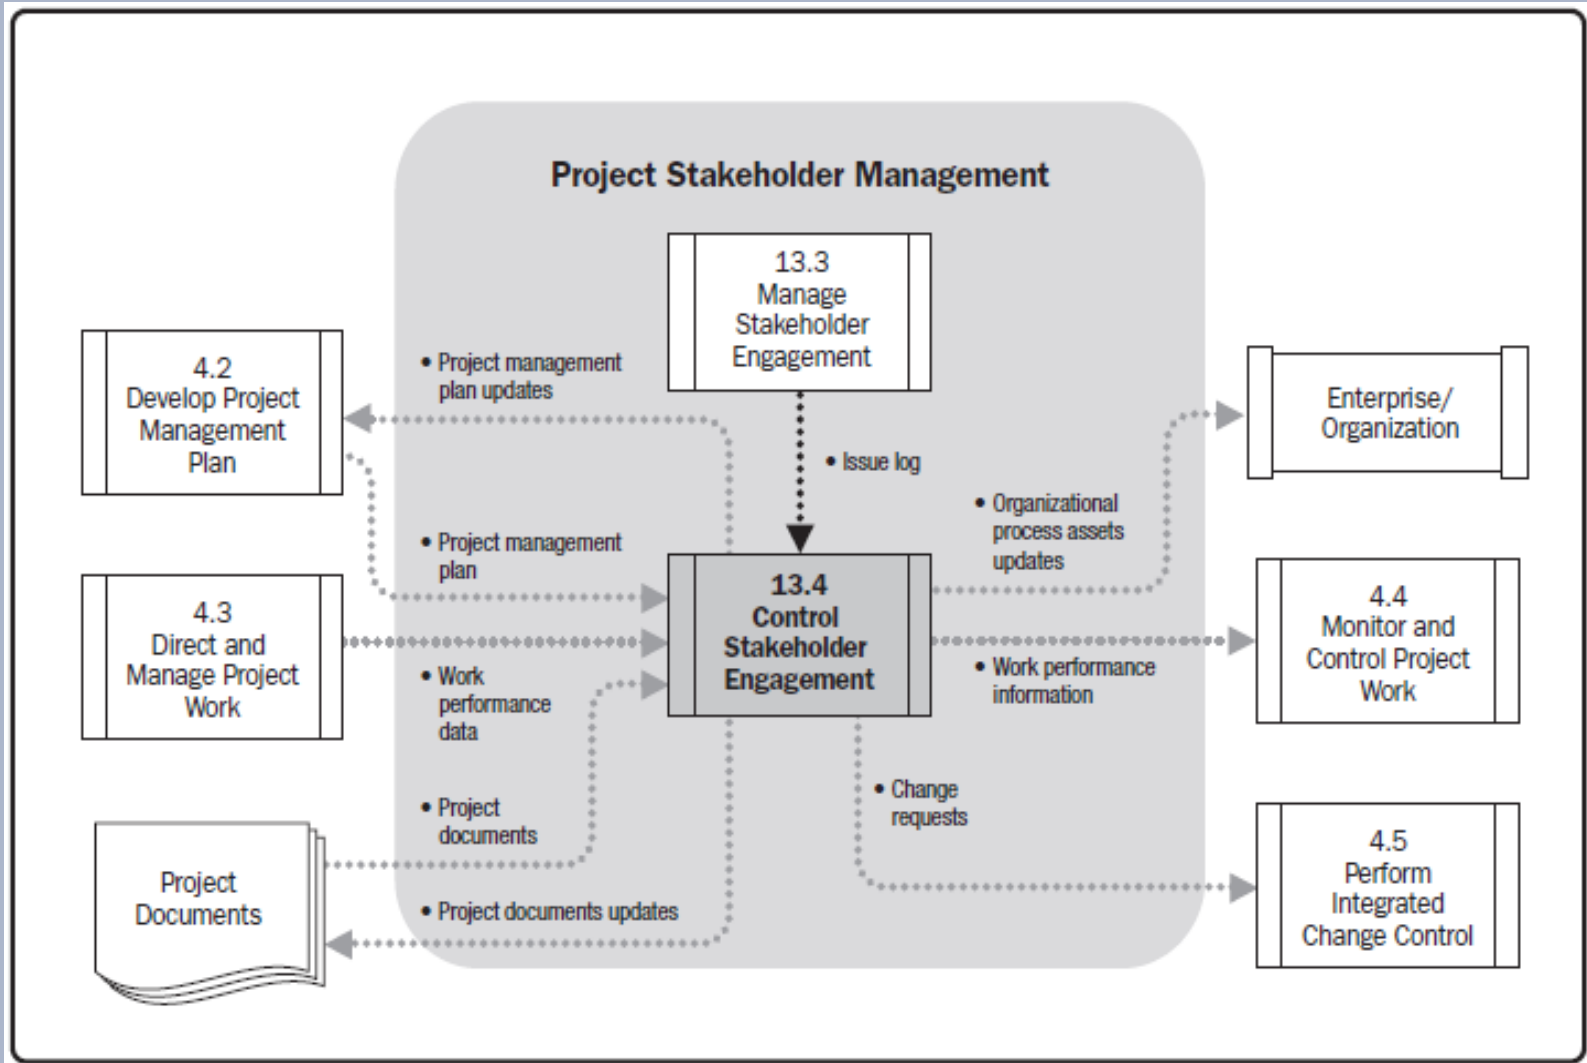 Project Stakeholder Management
13.3
Manage
Stakeholder
Engagement
4.2
Develop Project
Management
Plan
• Project management
plan updates
Enterprise/
Organization
• Issue log
• Organizational
process assets
updates
• Project management
plan
13.4
Control
Stakeholder
Engagement
4.3
Direct and
Manage Project
Work
4.4
Monitor and
Control Project
Work
• Work
performance
data
• Work performance
information
• Change
requests
• Project
documents
4.5
Perform
Integrated
Change Control
Project
Documents
• Project documents updates